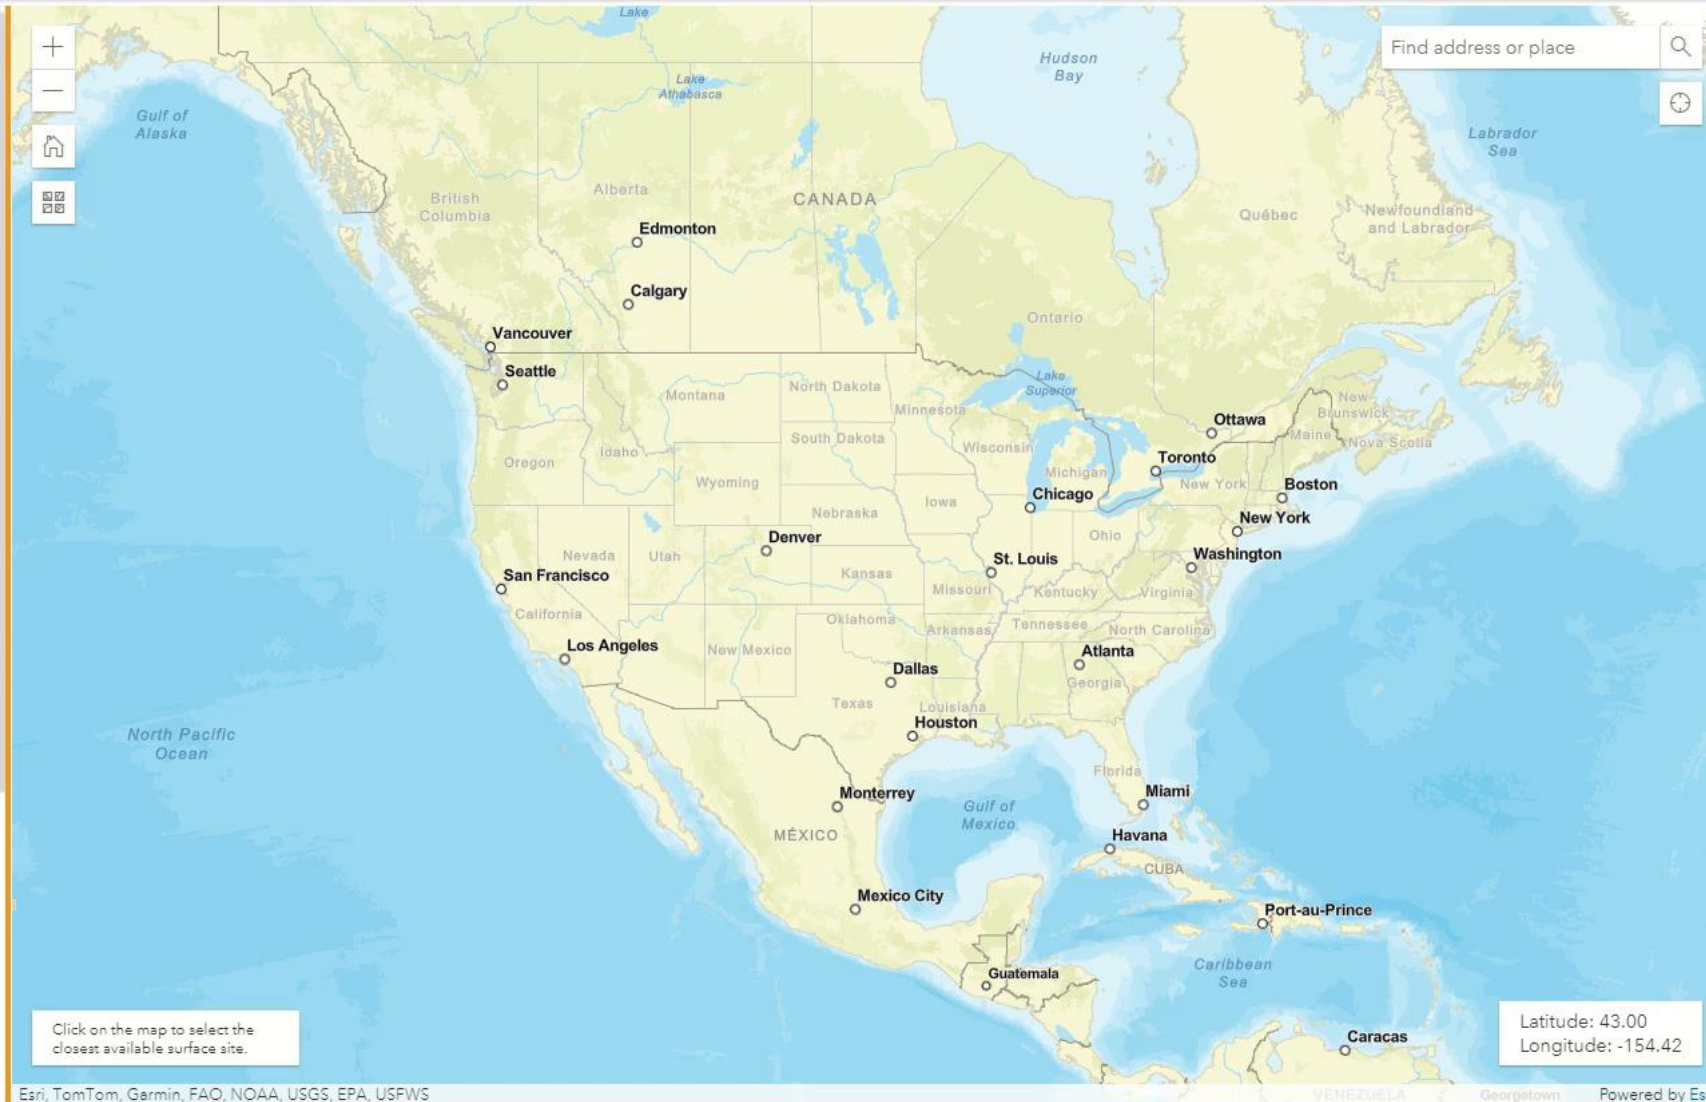 Lake
Find address or place
Hudson
Bay
Lake
Athabasca
Gulf of
Alaska
Labrador
Sea
British
Columbia
Alberta
CANADA
Québec
Newfoundland
and Labrador
Edmonton
Calgary
Ontario
Vancouver
Seattle
Lake
Superior
Montana
North Dakota
Minnesota
New
Brunswick
Ottawa
Maine
Nova Scotia
South Dakota
Wisconsin
Idaho
Oregon
Toronto
Michigan
Wyoming
New York
Boston
Chicago
Iowa
Nebraska
New York
Denver
Ohio
Washington
Nevada
Utah
St. Louis
San Francisco
Kansas
Missouri
Kentucky
Virginia
California
Oklahoma
Arkansas
Tennessee
North Carolina
Los Angeles
New Mexico
Atlanta
Dallas
Georgia
Texas
Louisiana
Houston
North Pacific
Ocean
Florida
Monterrey
Miami
Gulf of
Mexico
MÉXICO
Havana
CUBA
Mexico City
Port-au-Prince
Caribbean
Sea
Guatemala
Click on the map to select the
closest available surface site.
Latitude: 43.00
Longitude: -154.42
Caracas
VENEZUELA
Georgetown
Esri, TomTom, Garmin, FAO, NOAA, USGS, EPA, USFWS
Powered by Es